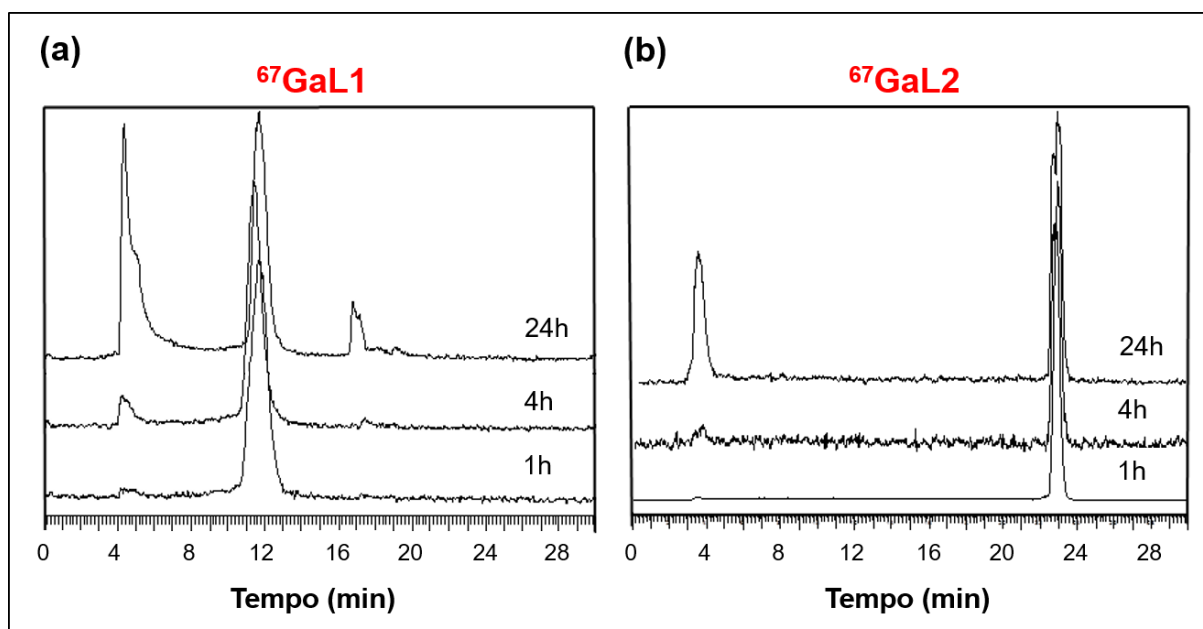 (a)
⁶⁷GaL1
24h
4h
1h
0 4 8 12 16 20 24 28
Tempo (min)
(b)
⁶⁷GaL2
24h
4h
1h
0 4 8 12 16 20 24 28
Tempo (min)